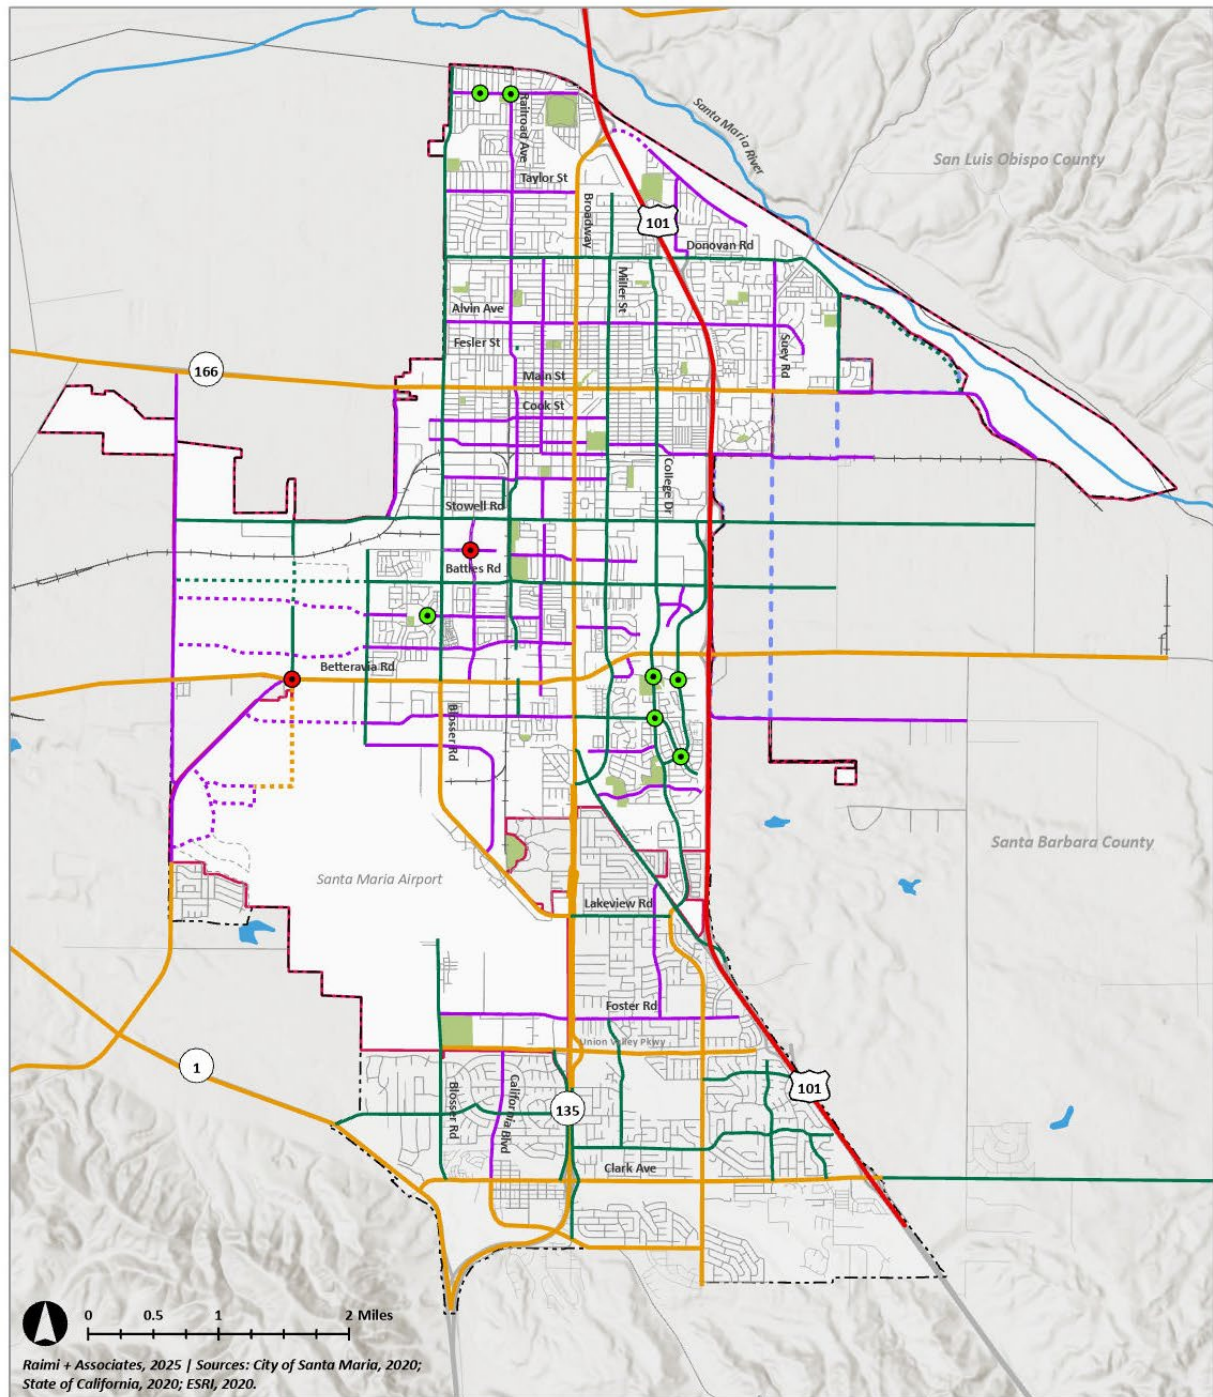 Santa Maria River
San Luis Obispo County
Railroad Ave
Taylor St
Broadway
101
Donovan Rd
Miller St
Alvin Ave
Fesler St
Suey Rd
166
Main St
Cook St
College Dr
Stowell Rd
Battles Rd
Betteravia Rd
Blosser Rd
Santa Barbara County
Santa Maria Airport
Lakeview Rd
Foster Rd
Union Valley Pkwy
1
101
Blosser Rd
California Blvd
135
Clark Ave
0 0.5 1 2 Miles
Raimi + Associates, 2025 | Sources: City of Santa Maria, 2020;
State of California, 2020; ESRI, 2020.